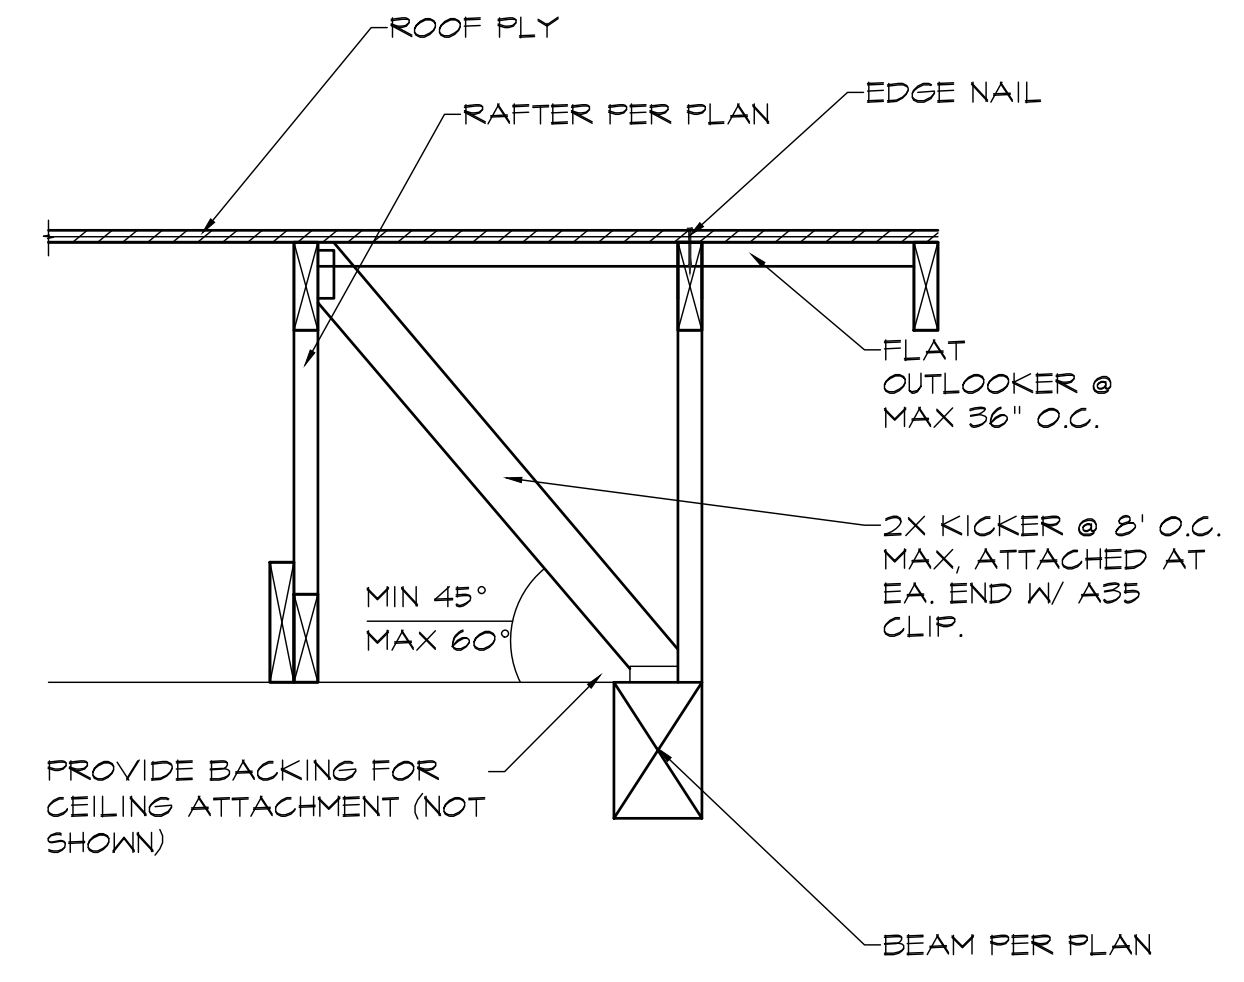 ROOF PLY
EDGE NAIL
RAFTER PER PLAN
FLAT
OUTLOOKER @
MAX 36" O.C.
2X KICKER @ 8' O.C.
MAX, ATTACHED AT
EA. END W/ A35
CLIP.
MIN 45°
MAX 60°
PROVIDE BACKING FOR
CEILING ATTACHMENT (NOT
SHOWN)
BEAM PER PLAN